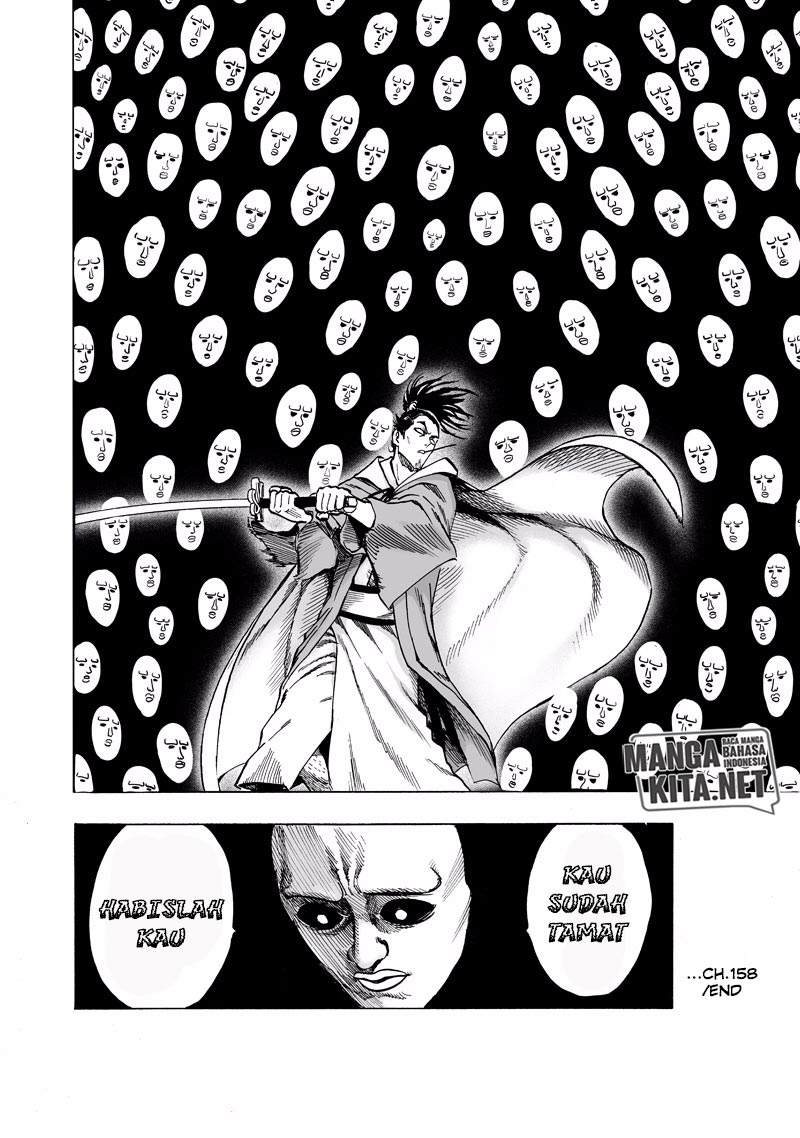 MANGA
KITA.NET
BACA MANGA
BAHASA
INDONESIA
HABISLAH
KAU
KAU
SUDAH
TAMAT
...CH.158
/END